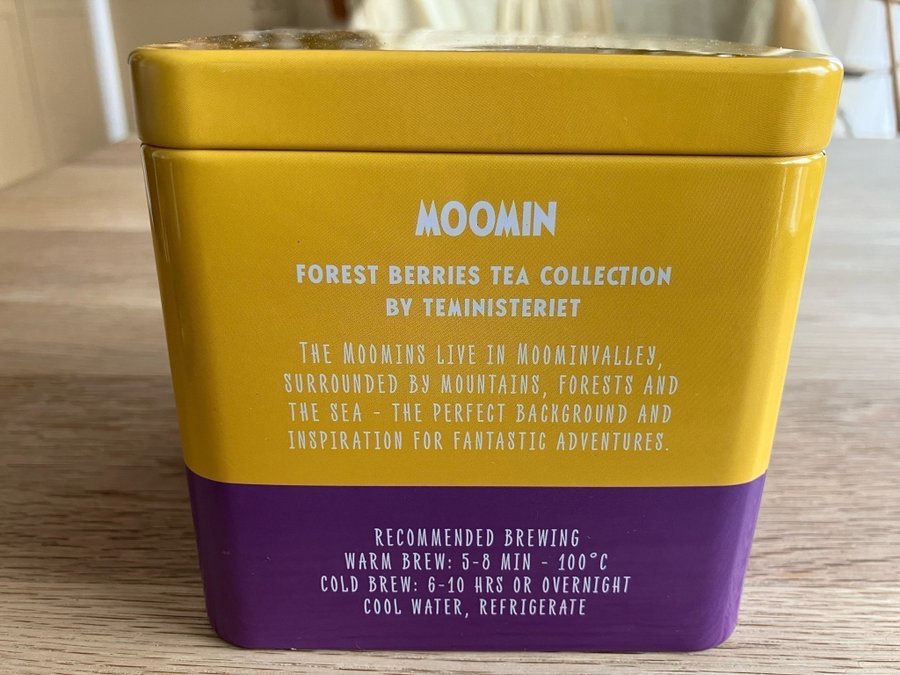 MOOMIN
FOREST BERRIES TEA COLLECTION
BY TEMINISTERIET
THE MOOMINS LIVE IN MOOMINVALLEY,
SURROUNDED BY MOUNTAINS, FORESTS AND
THE SEA - THE PERFECT BACKGROUND AND
INSPIRATION FOR FANTASTIC ADVENTURES.
RECOMMENDED BREWING
WARM BREW: 5-8 MIN - 100°C
COLD BREW: 6-10 HRS OR OVERNIGHT
COOL WATER, REFRIGERATE